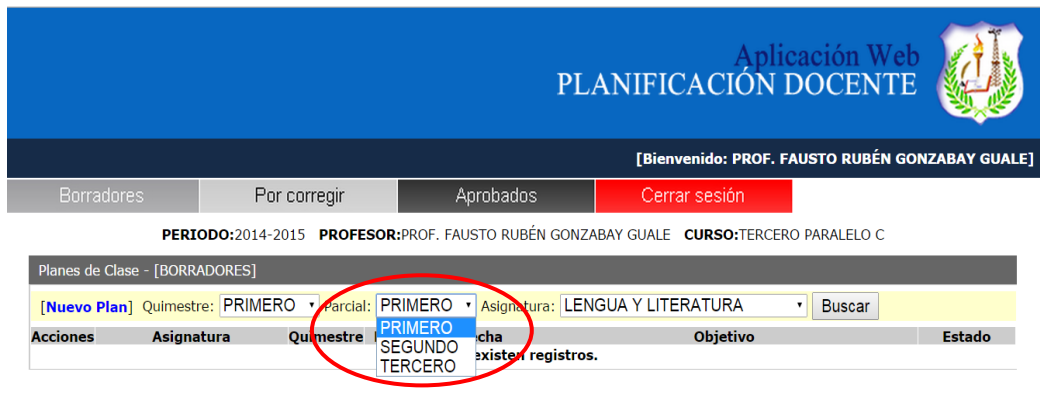 Aplicación Web
PLANIFICACIÓN DOCENTE
[Bienvenido: PROF. FAUSTO RUBÉN GONZABAY GUALE]
Borradores Por corregir Aprobados Cerrar sesión
PERIODO:2014-2015 PROFESOR:PROF. FAUSTO RUBÉN GONZABAY GUALE CURSO:TERCERO PARALELO C
Planes de Clase - [BORRADORES]
[Nuevo Plan] Quimestre: PRIMERO Parcial: PRIMERO Asignatura: LENGUA Y LITERATURA Buscar
Acciones Asignatura Quimestre Objetivo Estado
PRIMERO
SEGUNDO
TERCERO
existen registros.